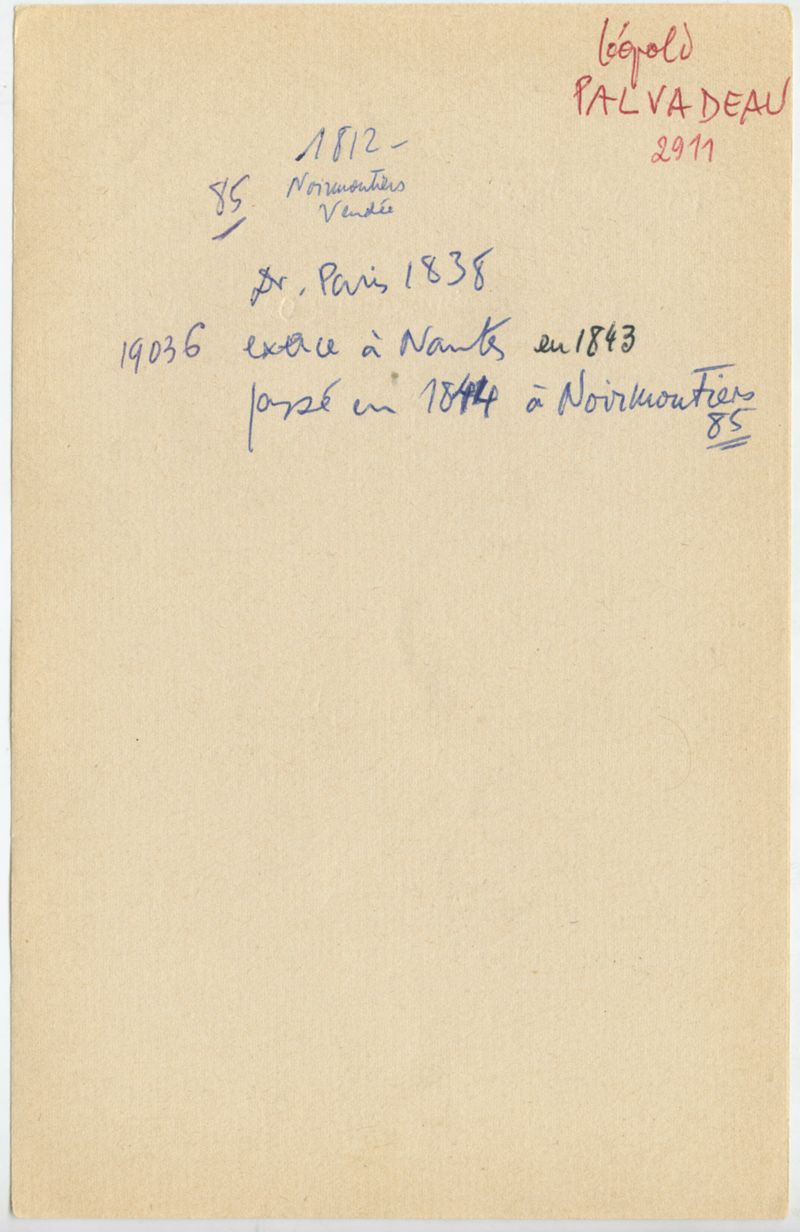 Léopold
PALVADEAU
2911
1812-
85 Noirmoutiers
Vendée
Dr. Paris 1838
19036 exerce à Nantes en 1843
passé en 1844 à Noirmoutiers
85